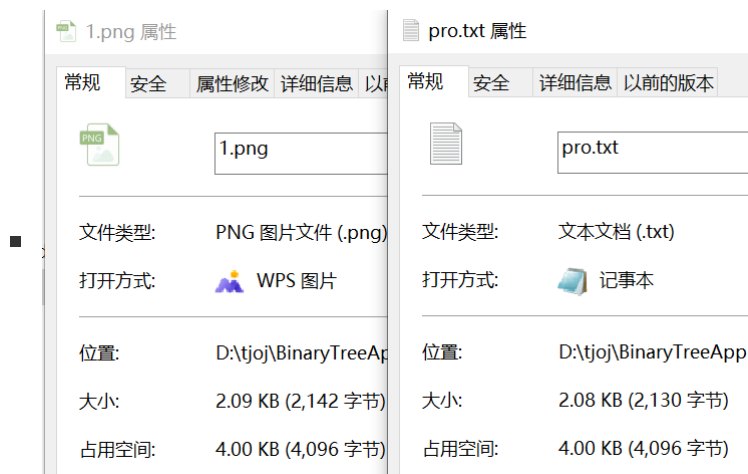 1.png 属性
常规 安全 属性修改 详细信息 以前
PNG
1.png
文件类型: PNG 图片文件 (.png)
打开方式: WPS 图片
位置: D:\tjoj\BinaryTreeAp
大小: 2.09 KB (2,142 字节)
占用空间: 4.00 KB (4,096 字节)
pro.txt 属性
常规 安全 详细信息 以前的版本
pro.txt
文件类型: 文本文档 (.txt)
打开方式: 记事本
位置: D:\tjoj\BinaryTreeApp
大小: 2.08 KB (2,130 字节)
占用空间: 4.00 KB (4,096 字节)